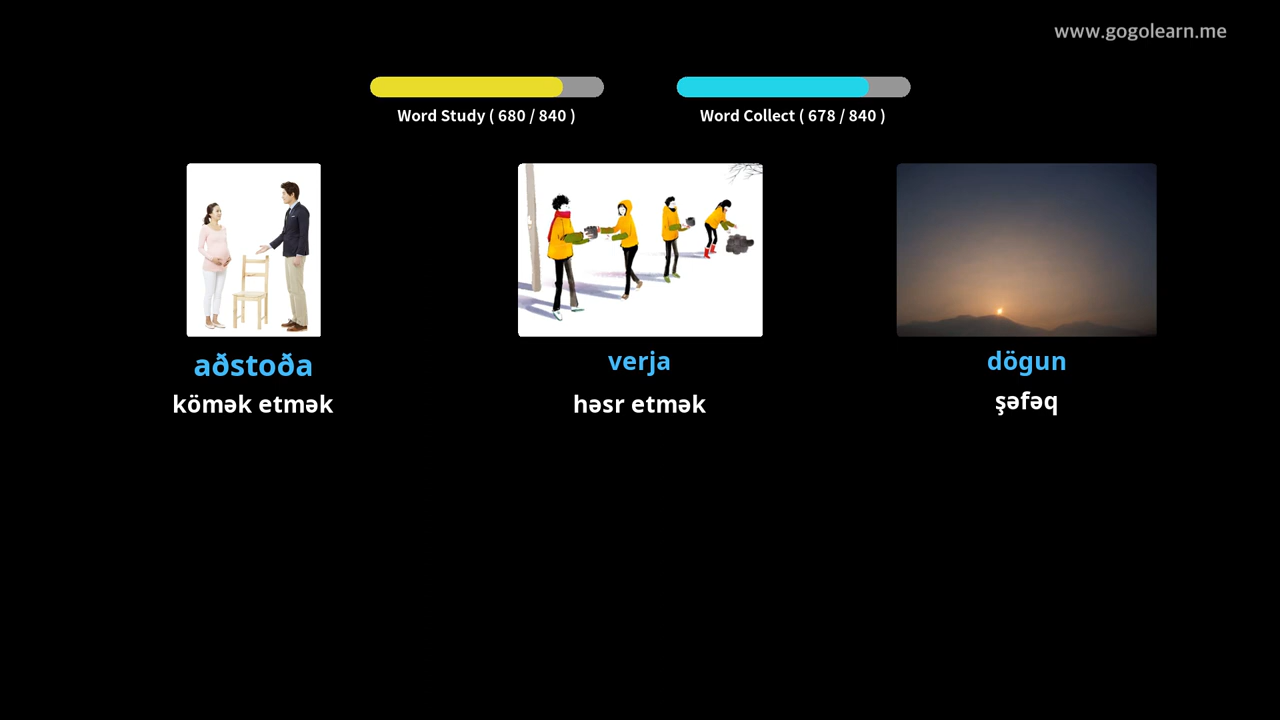 www.gogolearn.me
Word Study ( 680 / 840 )
Word Collect ( 678 / 840 )
aðstoða
kömək etmək
verja
həsr etmək
dögun
şəfəq